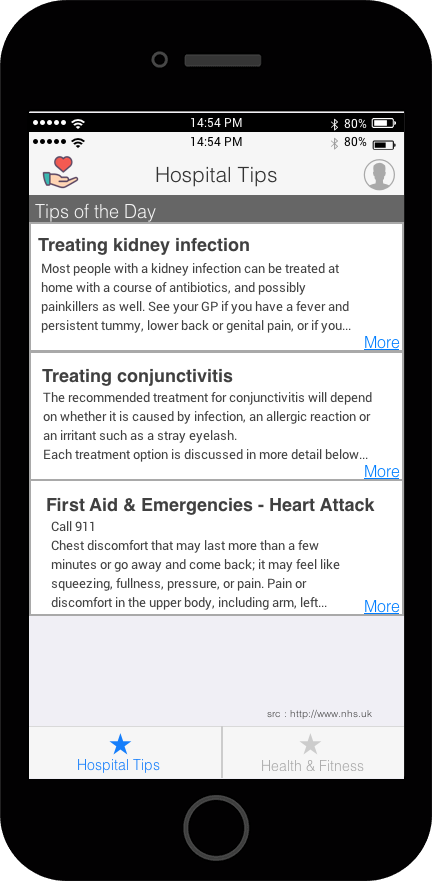 14:54 PM 80%
14:54 PM 80%
Hospital Tips
Tips of the Day
Treating kidney infection
Most people with a kidney infection can be treated at
home with a course of antibiotics, and possibly
painkillers as well. See your GP if you have a fever and
persistent tummy, lower back or genital pain, or if you...
More
Treating conjunctivitis
The recommended treatment for conjunctivitis will depend
on whether it is caused by infection, an allergic reaction or
an irritant such as a stray eyelash.
Each treatment option is discussed in more detail below...
More
First Aid & Emergencies - Heart Attack
Call 911
Chest discomfort that may last more than a few
minutes or go away and come back; it may feel like
squeezing, fullness, pressure, or pain. Pain or
discomfort in the upper body, including arm, left...
More
src : http://www.nhs.uk
Hospital Tips
Health & Fitness